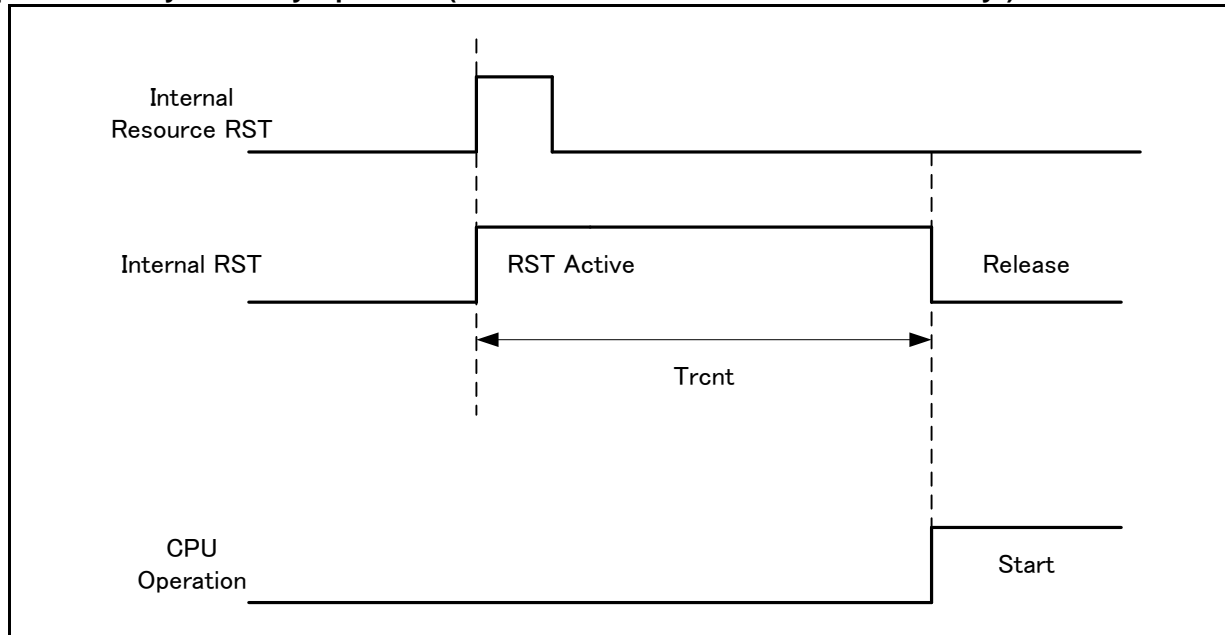 Internal
Resource RST
Internal RST
RST Active
Release
Trcnt
CPU
Operation
Start